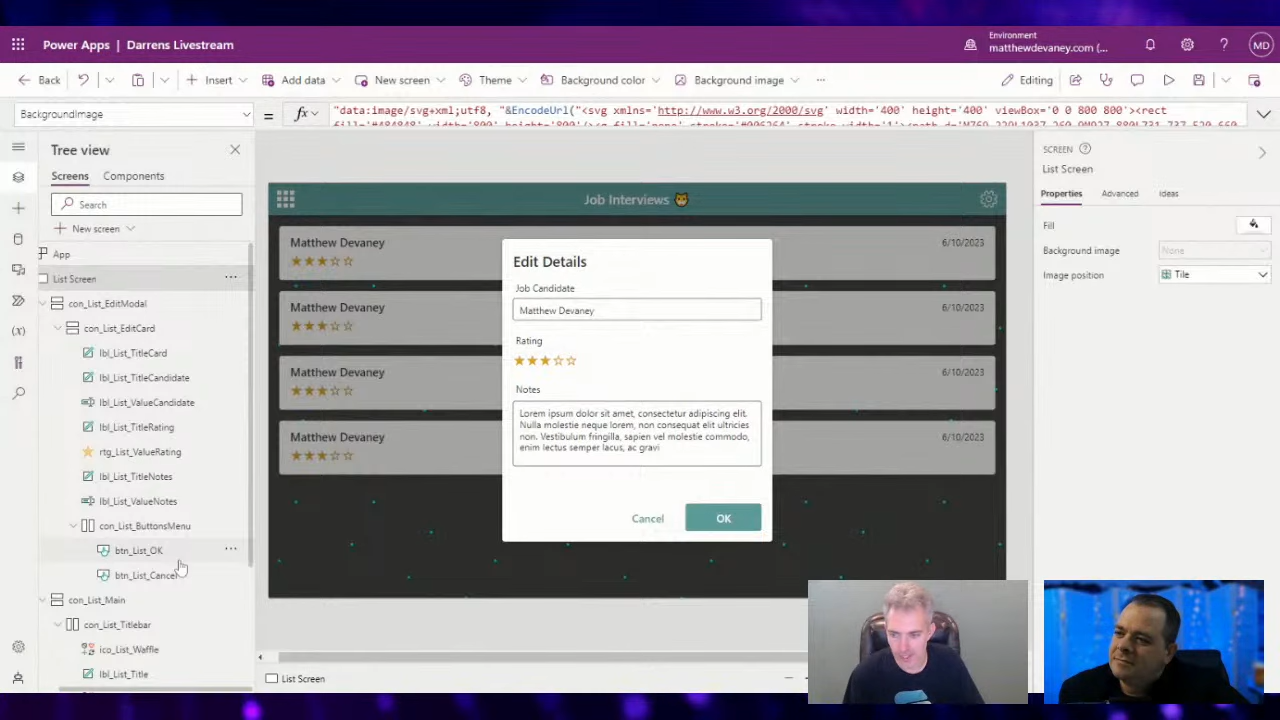 Power Apps | Darrens Livestream
Environment
matthewdevaney.com (...
MD
Back
Insert
Add data
New screen
Theme
Background color
Background image
...
Editing
BackgroundImage
= fx
"data:image/svg+xml;utf8, "&EncodeUrl("<svg xmlns='http://www.w3.org/2000/svg' width='400' height='400' viewBox='0 0 800 800'><rect
Tree view
Screens
Components
Search
New screen
App
List Screen
...
con_List_EditModal
con_List_EditCard
lbl_List_TitleCard
lbl_List_TitleCandidate
lbl_List_ValueCandidate
lbl_List_TitleRating
rtg_List_ValueRating
lbl_List_TitleNotes
lbl_List_ValueNotes
con_List_ButtonsMenu
btn_List_OK
...
btn_List_Cancel
con_List_Main
con_List_Titlebar
ico_List_Waffle
lbl_List_Title
Job Interviews
Matthew Devaney
6/10/2023
Matthew Devaney
Matthew Devaney
6/10/2023
Matthew Devaney
6/10/2023
Edit Details
Job Candidate
Matthew Devaney
Rating
Notes
Lorem ipsum dolor sit amet, consectetur adipiscing elit.
Nulla molestie neque lorem, non consequat elit ultricies
non. Vestibulum fringilla, sapien vel molestie commodo,
enim lectus semper lacus, ac gravi
Cancel
OK
List Screen
SCREEN
List Screen
Properties
Advanced
Ideas
Fill
Background image
None
Image position
Tile